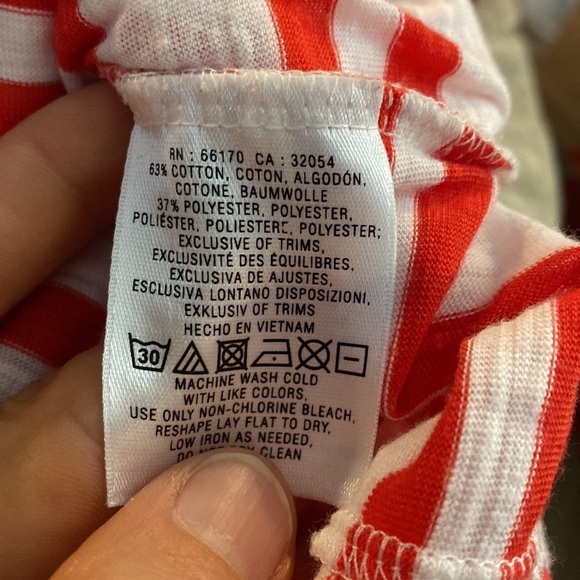 RN : 66170 CA : 32054
63% COTTON, COTON, ALGODÓN,
COTONE, BAUMWOLLE
37% POLYESTER, POLYESTER,
POLIÉSTER, POLIESTERE, POLYESTER;
EXCLUSIVE OF TRIMS,
EXCLUSIVITÉ DES ÉQUILIBRES,
EXCLUSIVA DE AJUSTES,
ESCLUSIVA LONTANO DISPOSIZIONI,
EXKLUSIV OF TRIMS
HECHO EN VIETNAM
30
MACHINE WASH COLD
WITH LIKE COLORS,
USE ONLY NON-CHLORINE BLEACH,
RESHAPE LAY FLAT TO DRY,
LOW IRON AS NEEDED,
DO CLEAN